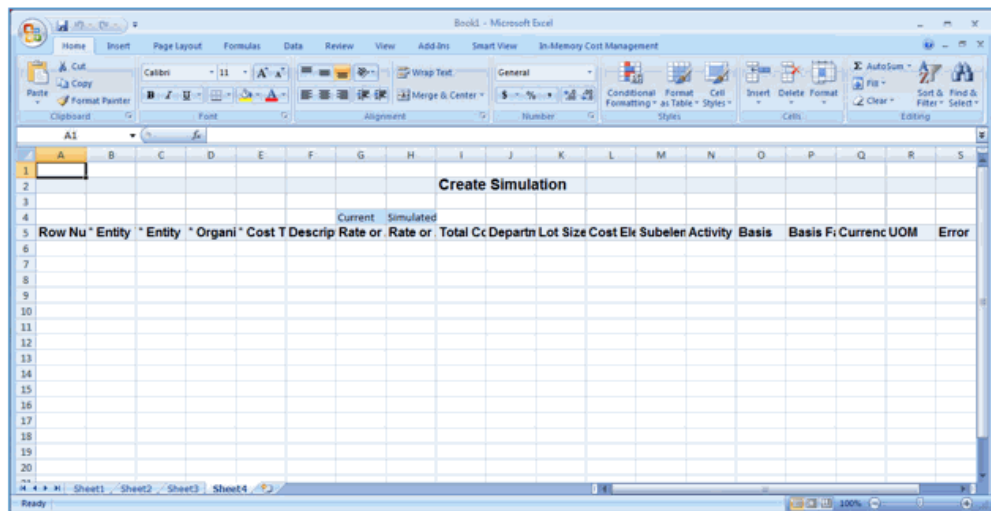 Book1 - Microsoft Excel
Home Insert Page Layout Formulas Data Review View Add-Ins Smart View In-Memory Cost Management
Paste
Cut
Copy
Format Painter
Clipboard
Calibri 11 A A
B I U A
Font
Wrap Text
Merge & Center
Alignment
General
$ % ,
Number
Conditional Formatting
Format as Table
Cell Styles
Styles
Insert Delete Format
Cells
Σ AutoSum
Fill
Clear
Sort & Filter
Find & Select
Editing
A1 fx
A B C D E F G H I J K L M N O P Q R S
1
2 Create Simulation
3
4 Current Simulated
5 Row Nu * Entity * Entity * Organi * Cost T Descrip Rate or Rate or Total Cc Departn Lot Size Cost Ele Subelen Activity Basis Basis Fa Currenc UOM Error
6
7
8
9
10
11
12
13
14
15
16
17
18
19
20
Sheet1 Sheet2 Sheet3 Sheet4
Ready 100%